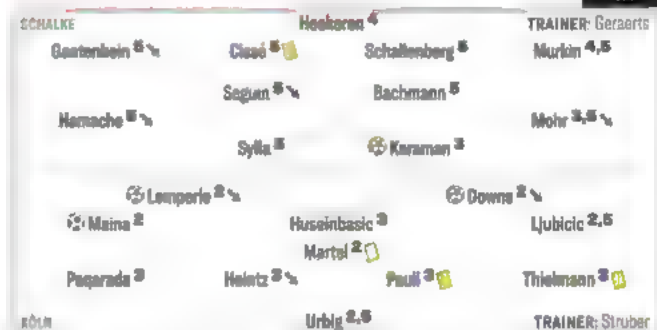 SCHALKE Heekeren 4 TRAINER: Geraerts
Gantenbein 5 Cissé 5 Schallenberg 5 Murkin 4,5
Seguin 5 Bachmann 5
Hamache 5 Mohr 3,5
Sylla 5 Karaman 3
Lemperle 2 Downs 2
Maina 2 Huseinbasic 3 Ljubicic 2,5
Martel 2
Paqarada 3 Heintz 3 Pauli 3 Thielmann 3
KÖLN Urbig 2,5 TRAINER: Struber